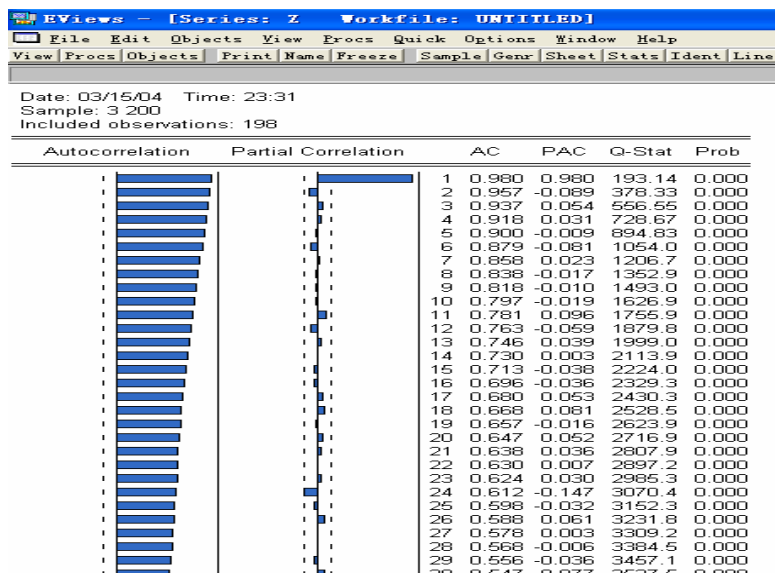 EViews - [Series: Z Workfile: UNTITLED]
File Edit Objects View Procs Quick Options Window Help
View Procs Objects Print Name Freeze Sample Genr Sheet Stats Ident Line
Date: 03/15/04 Time: 23:31
Sample: 3 200
Included observations: 198
Autocorrelation Partial Correlation AC PAC Q-Stat Prob
1 0.980 0.980 193.14 0.000
2 0.957 -0.089 378.33 0.000
3 0.937 0.054 556.55 0.000
4 0.918 0.031 728.67 0.000
5 0.900 -0.009 894.83 0.000
6 0.879 -0.081 1054.0 0.000
7 0.858 0.023 1206.7 0.000
8 0.838 -0.017 1352.9 0.000
9 0.818 -0.010 1493.0 0.000
10 0.797 -0.019 1626.9 0.000
11 0.781 0.096 1755.9 0.000
12 0.763 -0.059 1879.8 0.000
13 0.746 0.039 1999.0 0.000
14 0.730 0.003 2113.9 0.000
15 0.713 -0.038 2224.0 0.000
16 0.696 -0.036 2329.3 0.000
17 0.680 0.053 2430.3 0.000
18 0.668 0.081 2528.5 0.000
19 0.657 -0.016 2623.9 0.000
20 0.647 0.052 2716.9 0.000
21 0.638 0.036 2807.9 0.000
22 0.630 0.007 2897.2 0.000
23 0.624 0.030 2985.3 0.000
24 0.612 -0.147 3070.4 0.000
25 0.598 -0.032 3152.3 0.000
26 0.588 0.061 3231.8 0.000
27 0.578 0.003 3309.2 0.000
28 0.568 -0.006 3384.5 0.000
29 0.556 -0.036 3457.1 0.000